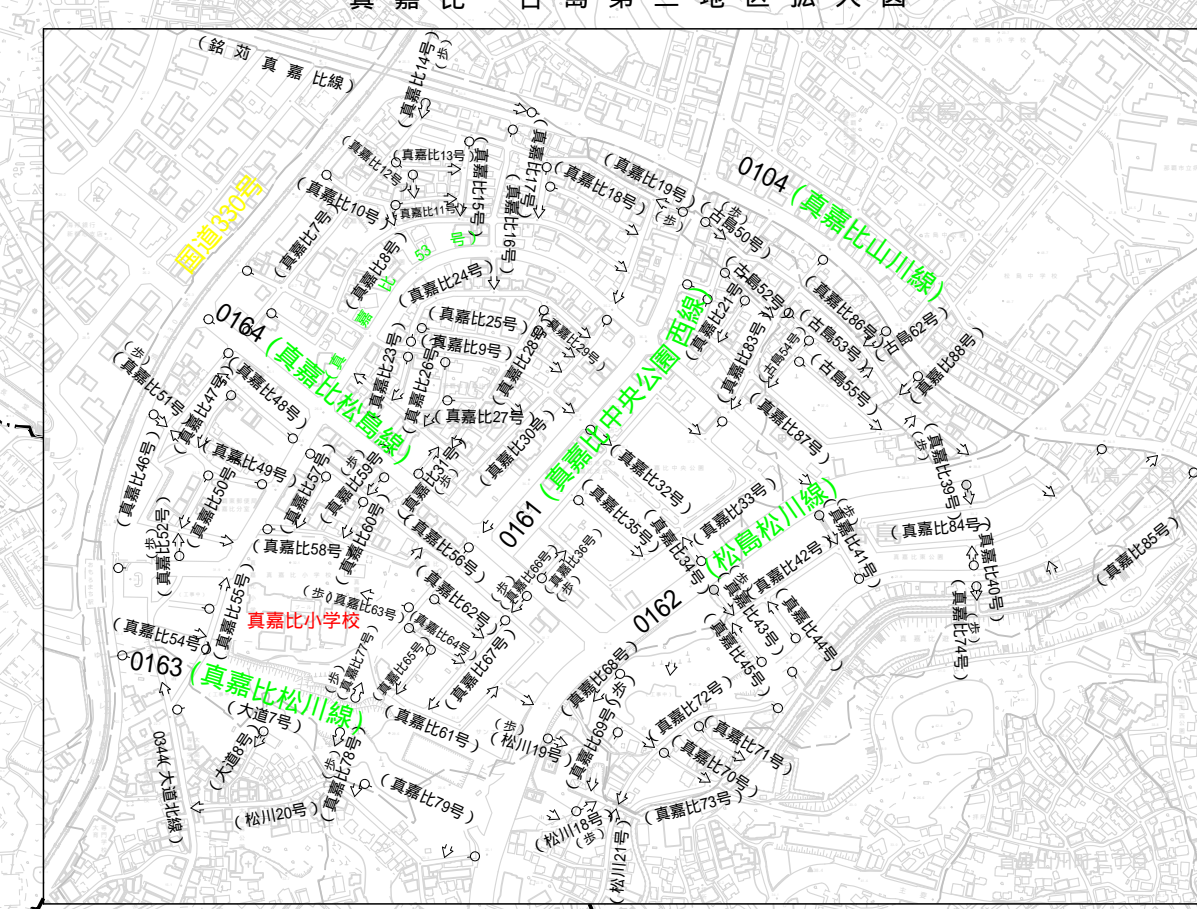 真嘉比 古島第二地区拡大図
(銘苅真嘉比線)
(真嘉比14号)
(歩)
(真嘉比13号)
(真嘉比12号)
(真嘉比15号)
(真嘉比17号)
(真嘉比18号)
(真嘉比19号)
(歩)
(歩)
0104 (真嘉比山川線)
(真嘉比10号)
(真嘉比11号)
(真嘉比16号)
(古島50号)
国道330号
(真嘉比7号)
(真嘉比8号)
(真嘉比53号)
(真嘉比24号)
(古島52号)
(真嘉比21号)
(真嘉比86号)
(古島62号)
(古島53号)
(真嘉比88号)
(真嘉比83号)
(古島54号)
(古島55号)
0164 (真嘉比松島線)
(真嘉比25号)
(真嘉比9号)
(真嘉比28号)
(真嘉比29号)
(真嘉比23号)
(真嘉比26号)
(真嘉比27号)
(歩)
(真嘉比51号)
(真嘉比47号)
(真嘉比48号)
(真嘉比87号)
(真嘉比46号)
(真嘉比49号)
(真嘉比50号)
(真嘉比57号)
(歩)
(真嘉比59号)
(真嘉比31号)
(歩)
(真嘉比30号)
0161 (真嘉比中央公園西線)
(真嘉比32号)
(真嘉比33号)
(真嘉比35号)
(真嘉比34号)
(歩)
(真嘉比39号)
(真嘉比84号)
(真嘉比41号)
(歩)
(真嘉比40号)
(真嘉比85号)
(歩)
(真嘉比52号)
(真嘉比58号)
(真嘉比60号)
(真嘉比56号)
(歩)
(真嘉比66号)
(真嘉比36号)
0162 (松島松川線)
(真嘉比42号)
(歩)
(真嘉比43号)
(真嘉比44号)
(真嘉比45号)
(歩)
(真嘉比74号)
(真嘉比55号)
(歩)
(真嘉比63号)
(真嘉比62号)
(真嘉比64号)
(真嘉比65号)
(真嘉比67号)
真嘉比小学校
(真嘉比54号)
0163 (真嘉比松川線)
(歩)
(真嘉比77号)
(真嘉比61号)
(真嘉比68号)
(歩)
(真嘉比69号)
(真嘉比72号)
(真嘉比71号)
(真嘉比70号)
(真嘉比73号)
(歩)
(松川19号)
(大道7号)
(大道8号)
0344(大道北線)
(歩)
(真嘉比78号)
(真嘉比79号)
(松川20号)
(松川18号)
(歩)
(松川21号)